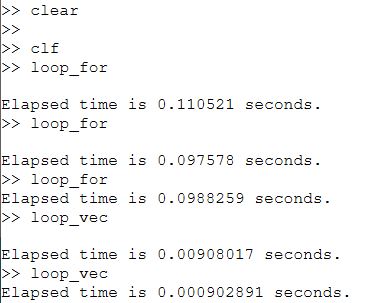 >> clear
>>
>> clf
>> loop_for
Elapsed time is 0.110521 seconds.
>> loop_for
Elapsed time is 0.097578 seconds.
>> loop_for
Elapsed time is 0.0988259 seconds.
>> loop_vec
Elapsed time is 0.00908017 seconds.
>> loop_vec
Elapsed time is 0.000902891 seconds.